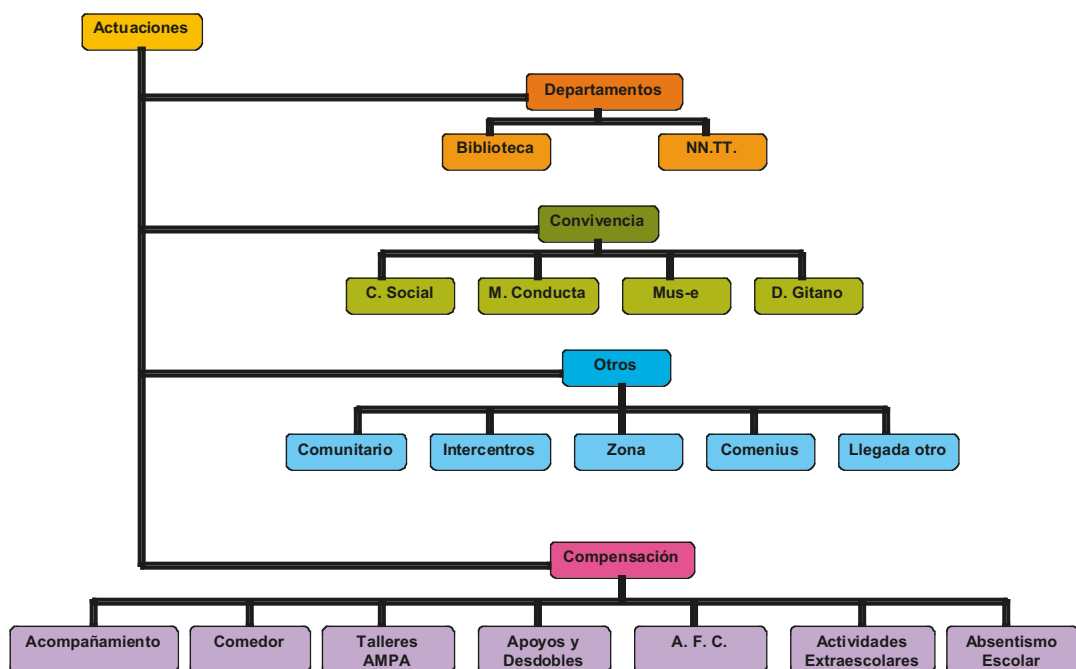 Actuaciones
Departamentos
Biblioteca
NN.TT.
Convivencia
C. Social
M. Conducta
Mus-e
D. Gitano
Otros
Comunitario
Intercentros
Zona
Comenius
Llegada otro
Compensación
Acompañamiento
Comedor
Talleres
AMPA
Apoyos y
Desdobles
A. F. C.
Actividades
Extraescolares
Absentismo
Escolar